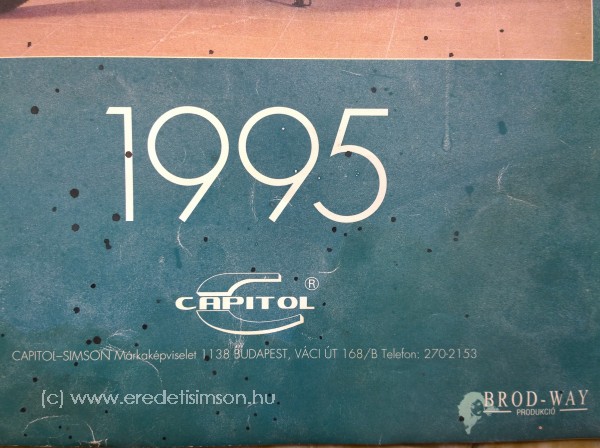 1995
CAPITOL ®
CAPITOL–SIMSON Márkaképviselet 1138 BUDAPEST, VÁCI ÚT 168/B Telefon: 270-2153
(c) www.eredetisimson.hu
BROD-WAY
PRODUKCIÓ